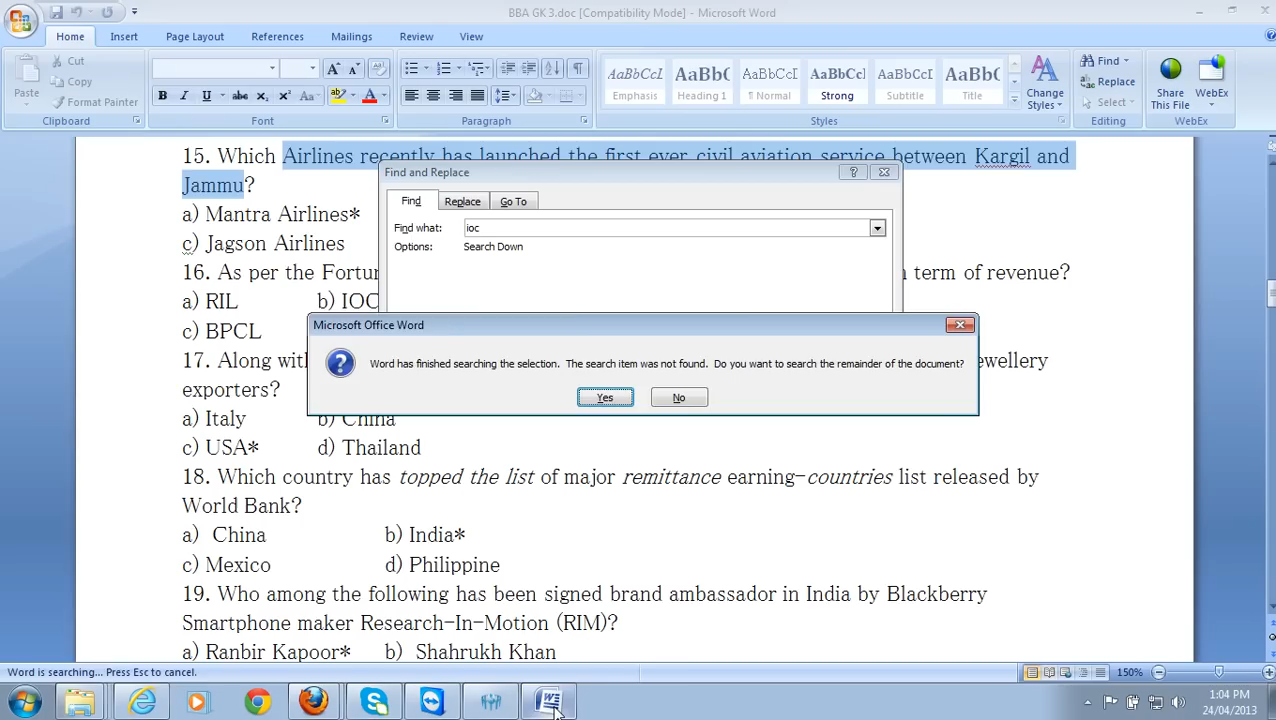 BBA GK 3.doc [Compatibility Mode] - Microsoft Word
Home Insert Page Layout References Mailings Review View
Paste
Cut
Copy
Format Painter
Clipboard
B I U abc X₂ X² Aa
Font
Paragraph
AaBbCcI AaBbCc AaBbCcI AaBbCcl AaBbCcI AaBbCc
Emphasis Heading 1 ¶ Normal Strong Subtitle Title
Change Styles
Styles
Find
Replace
Select
Editing
Share This File
WebEx
WebEx
15. Which Airlines recently has launched the first ever civil aviation service between Kargil and
Jammu?
a) Mantra Airlines*
c) Jagson Airlines
16. As per the Fortun
n term of revenue?
a) RIL b) IOC
c) BPCL
17. Along with
ewellery
exporters?
a) Italy b) China
c) USA* d) Thailand
18. Which country has topped the list of major remittance earning-countries list released by
World Bank?
a) China b) India*
c) Mexico d) Philippine
19. Who among the following has been signed brand ambassador in India by Blackberry
Smartphone maker Research-In-Motion (RIM)?
a) Ranbir Kapoor* b) Shahrukh Khan
Find and Replace
Find Replace Go To
Find what: ioc
Options: Search Down
Microsoft Office Word
Word has finished searching the selection. The search item was not found. Do you want to search the remainder of the document?
Yes No
Word is searching... Press Esc to cancel.
150%
1:04 PM
24/04/2013